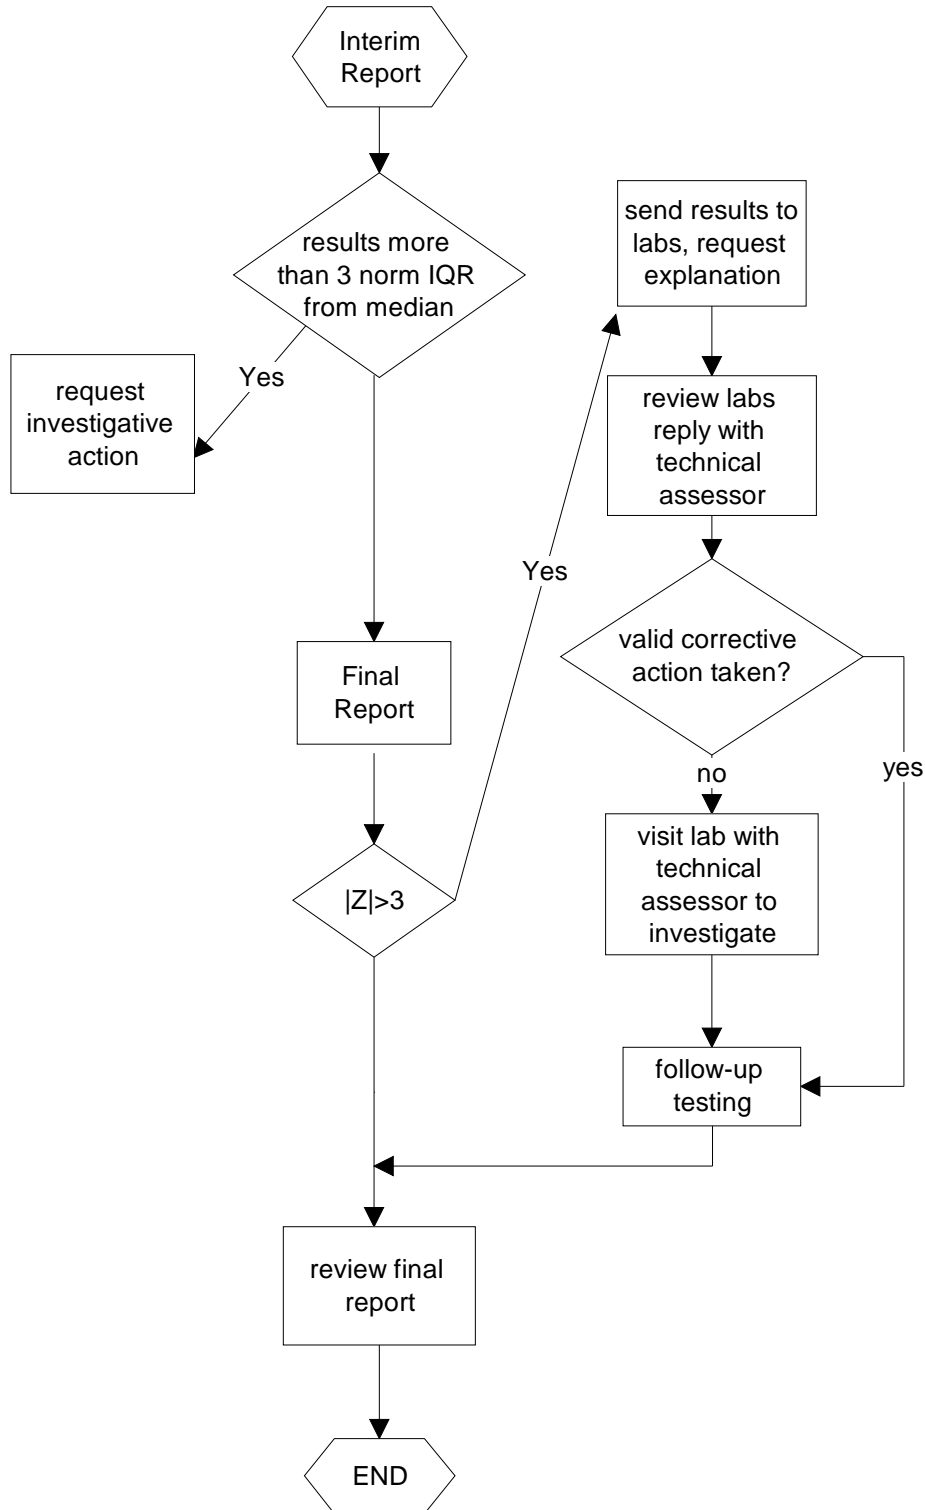 Interim
Report
results more
than 3 norm IQR
from median
Yes
request
investigative
action
Final
Report
|Z|>3
Yes
send results to
labs, request
explanation
review labs
reply with
technical
assessor
valid corrective
action taken?
no
yes
visit lab with
technical
assessor to
investigate
follow-up
testing
review final
report
END